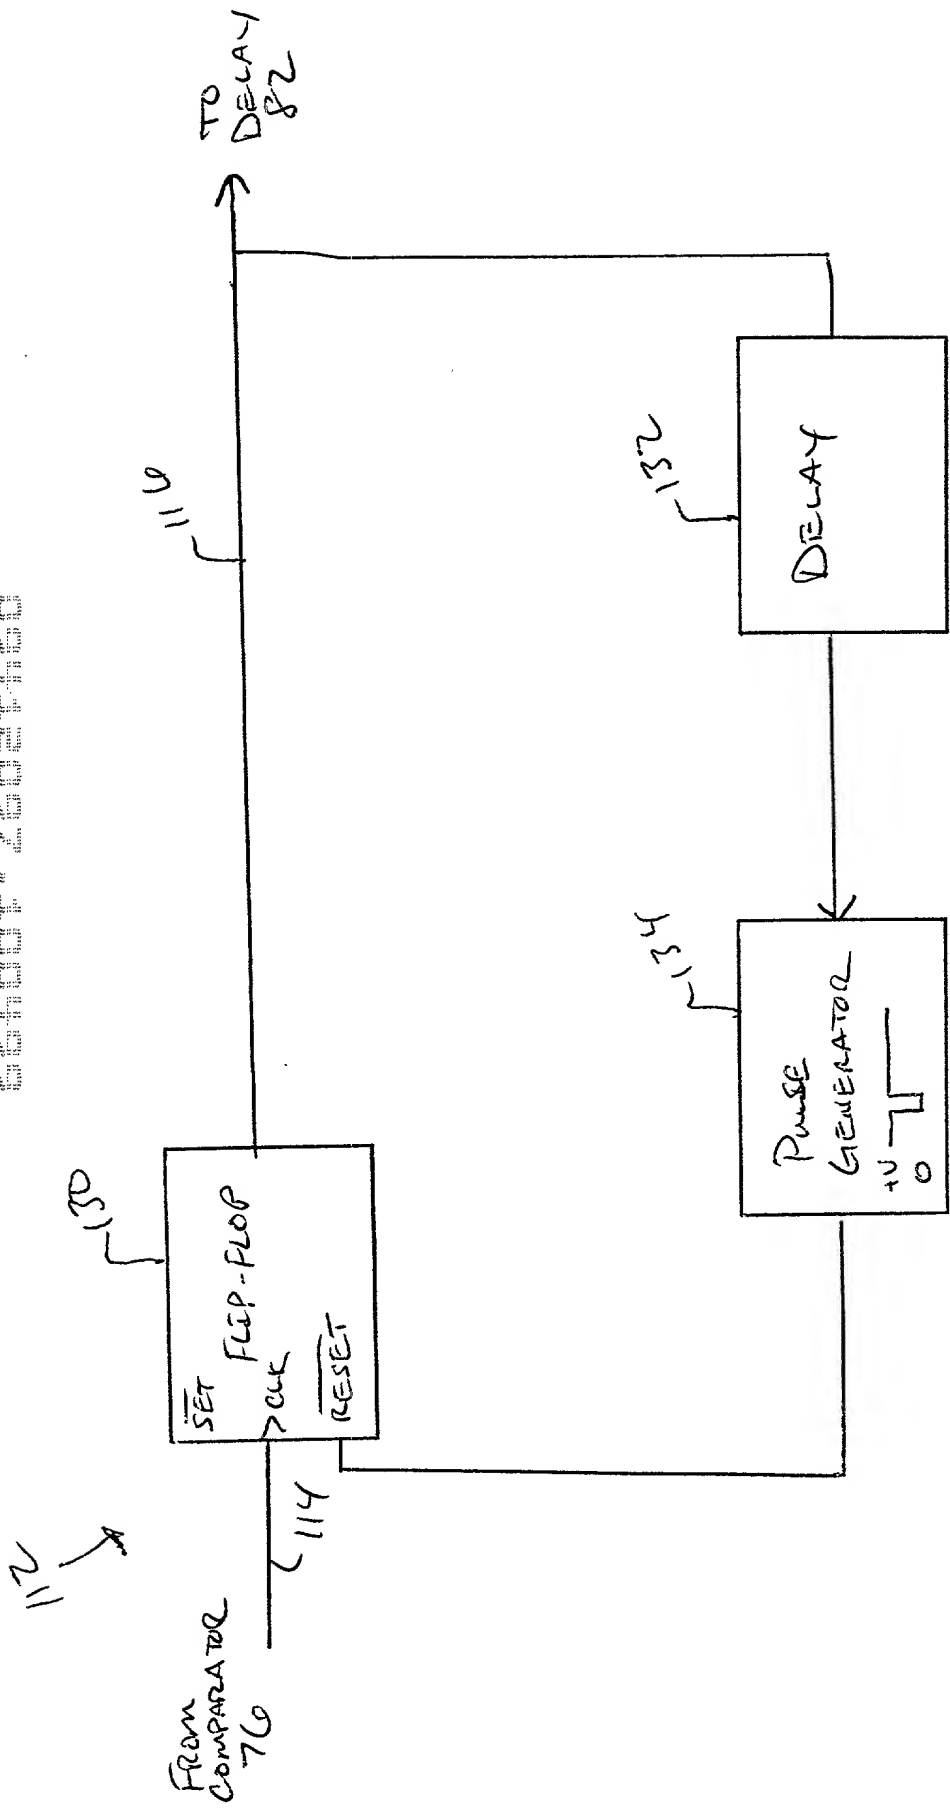 112
FROM
COMPARATOR
76
114
130
SET
FLIP-FLOP
>CLK
RESET
116
TO
DELAY
82
134
PULSE
GENERATOR
+V
0
132
DELAY